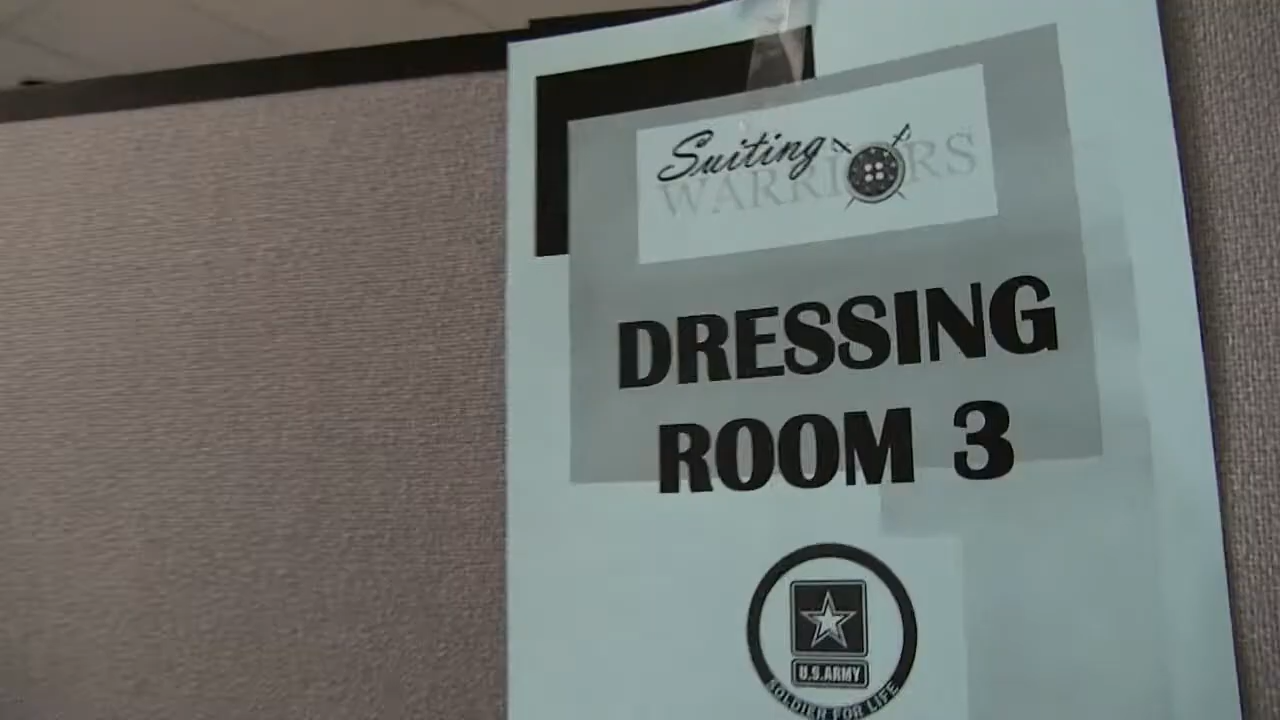 Suiting
WARRIORS
DRESSING
ROOM 3
U.S.ARMY
SOLDIER FOR LIFE